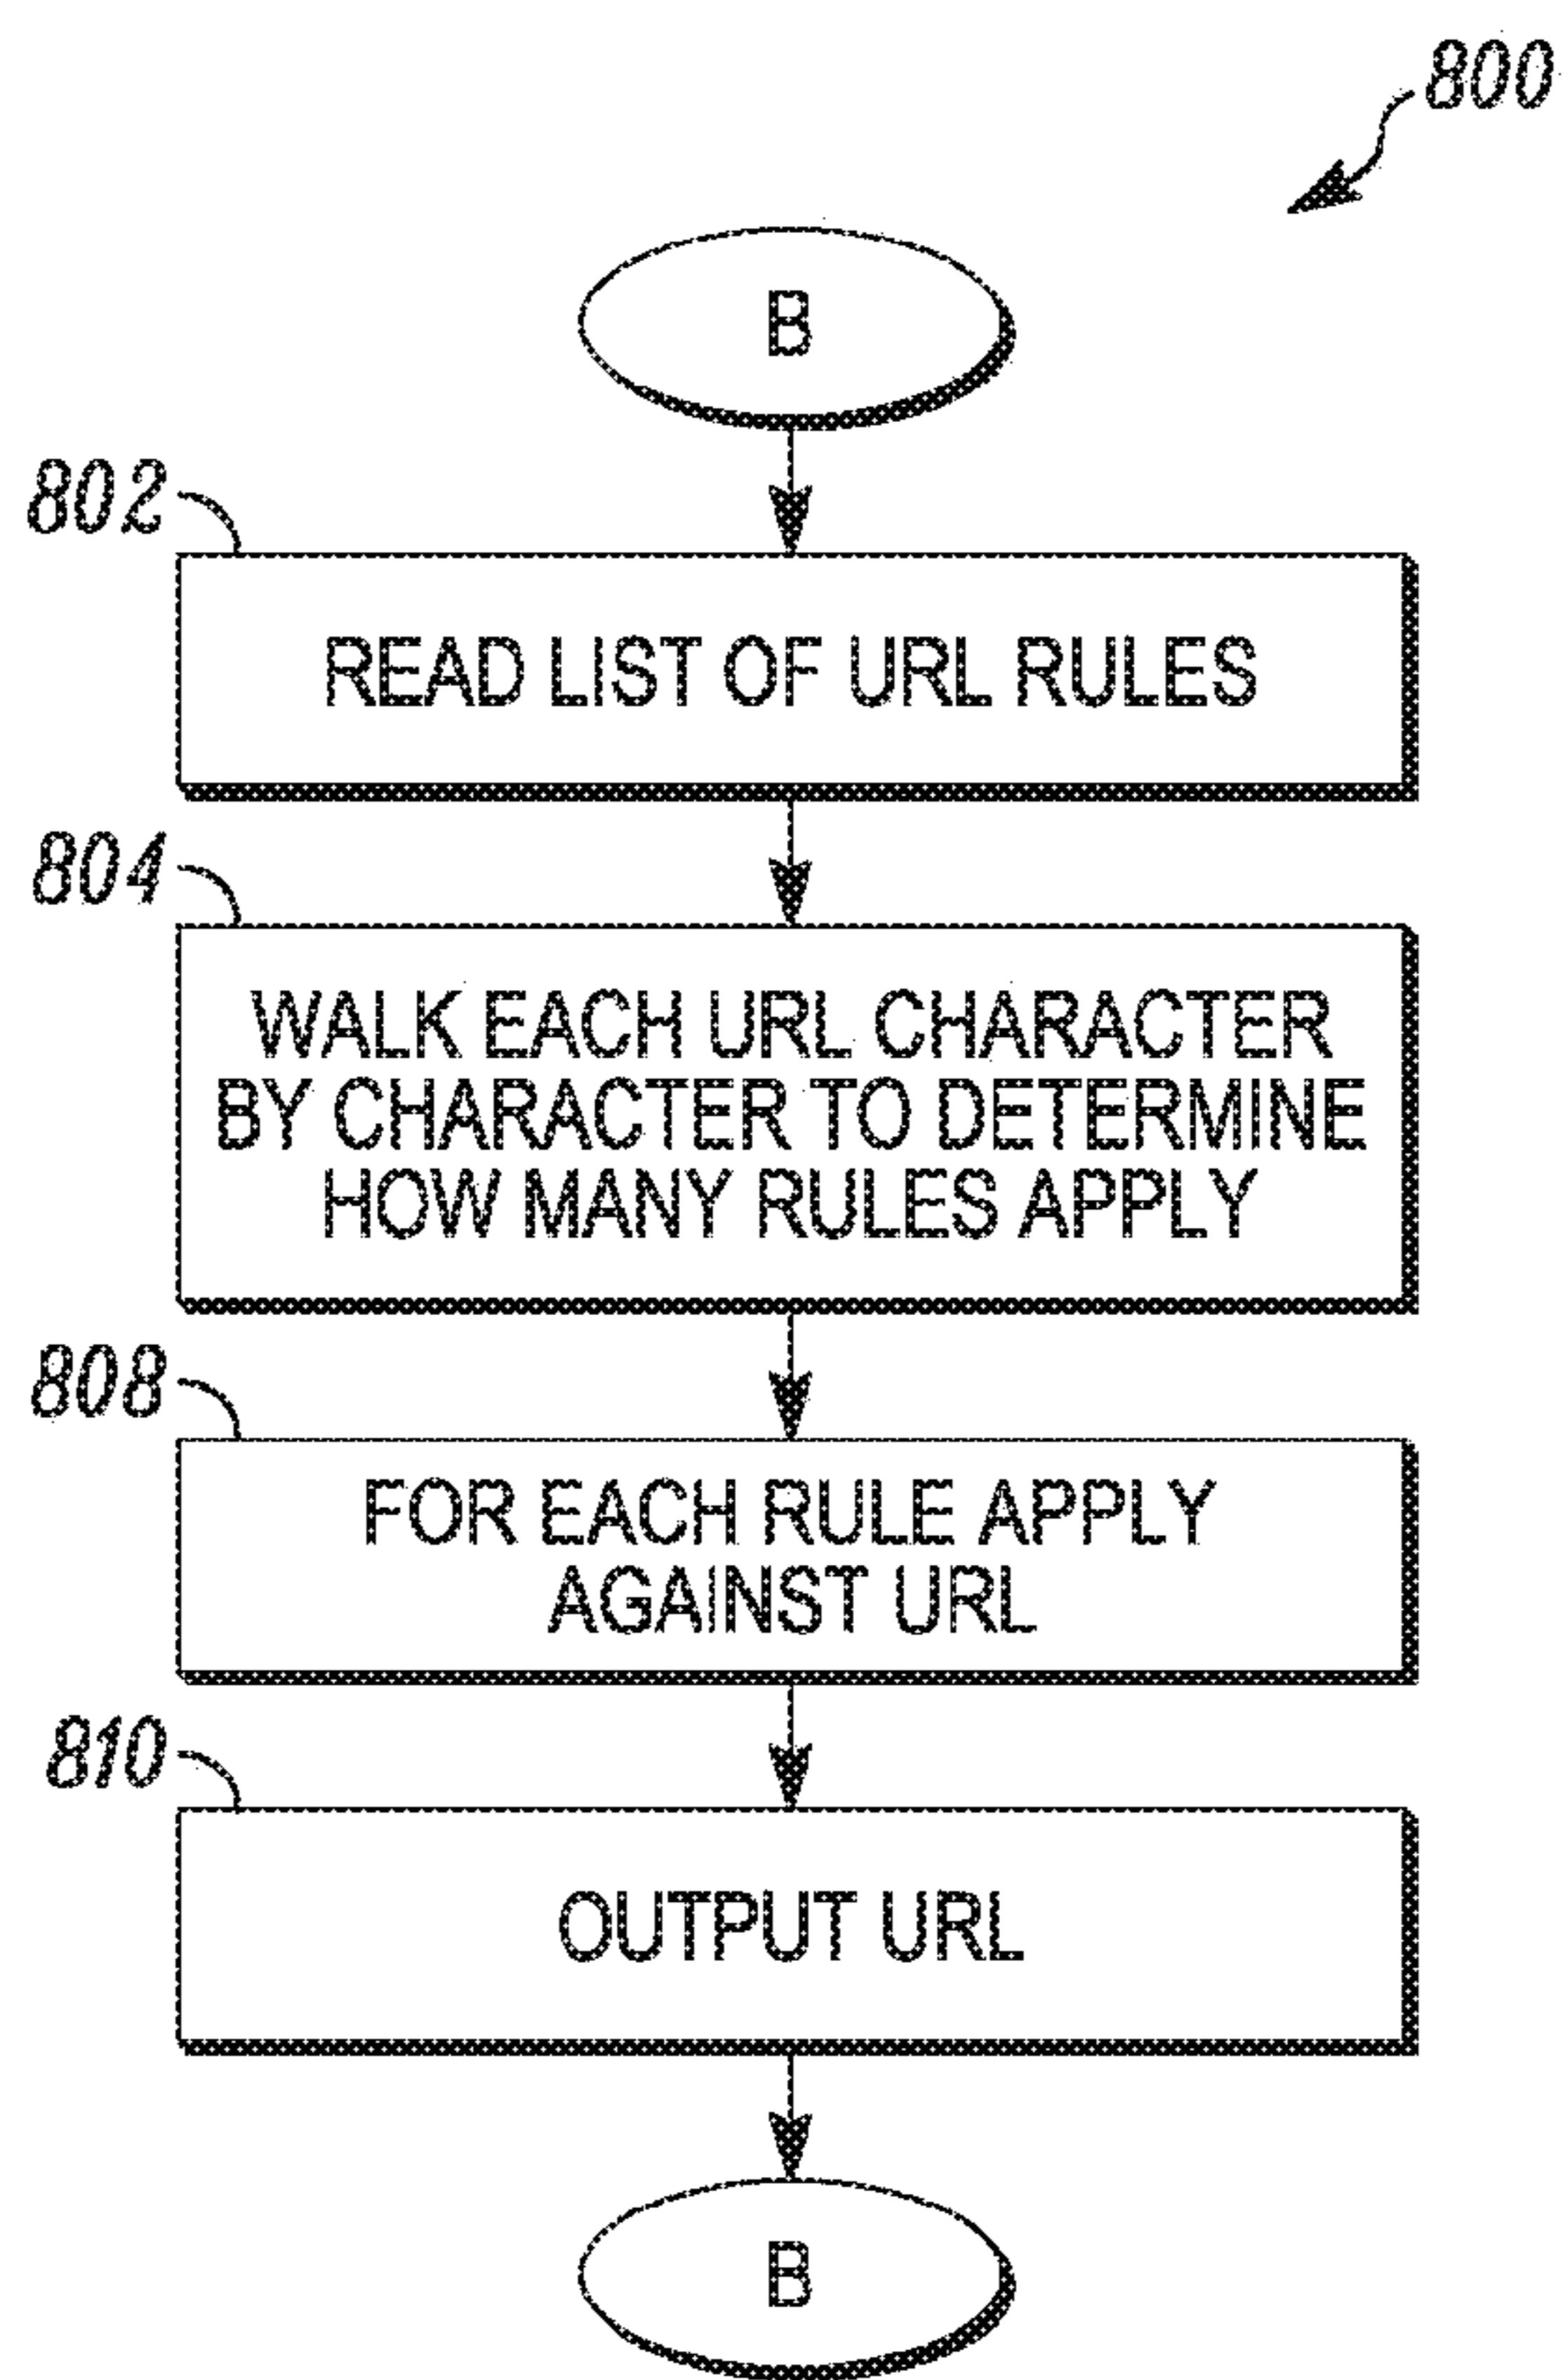 800
B
802
READ LIST OF URL RULES
804
WALK EACH URL CHARACTER
BY CHARACTER TO DETERMINE
HOW MANY RULES APPLY
808
FOR EACH RULE APPLY
AGAINST URL
810
OUTPUT URL
B